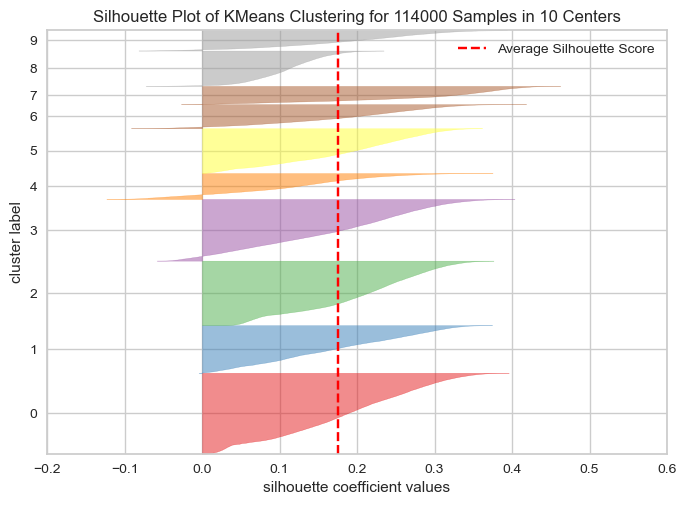 Silhouette Plot of KMeans Clustering for 114000 Samples in 10 Centers
Average Silhouette Score
cluster label
9
8
7
6
5
4
3
2
1
0
-0.2 -0.1 0.0 0.1 0.2 0.3 0.4 0.5 0.6
silhouette coefficient values